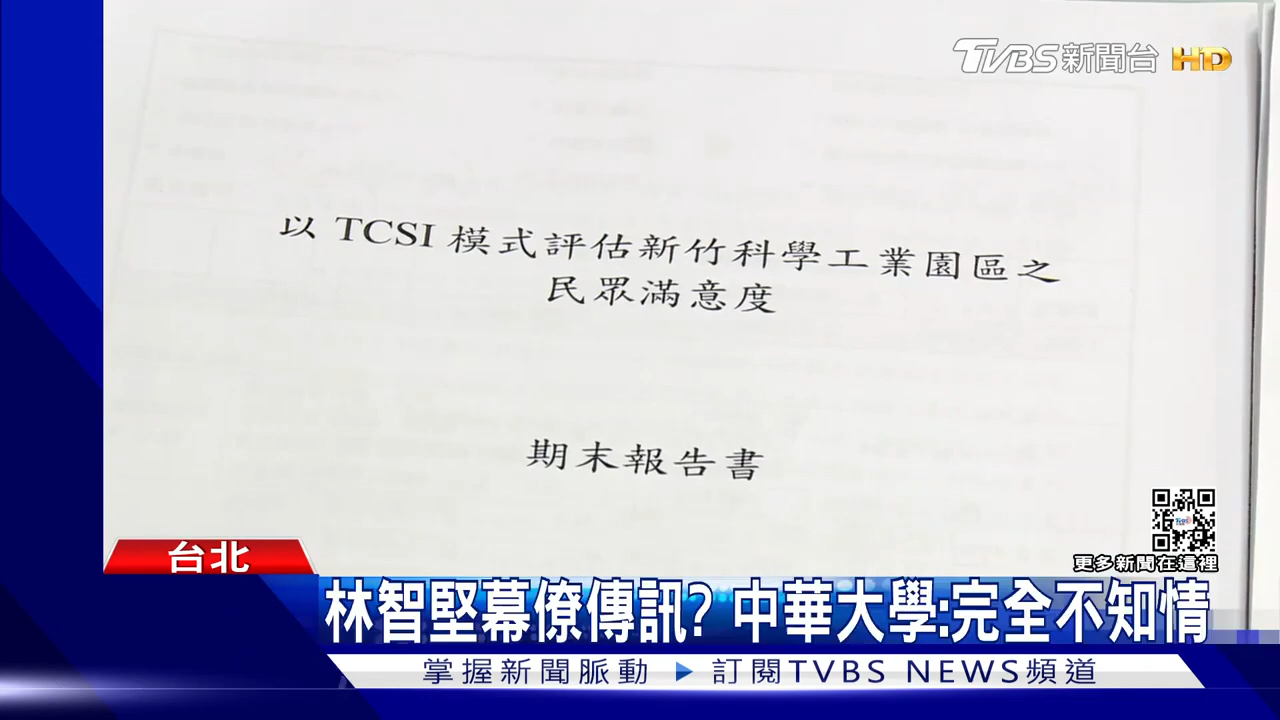 TVBS新聞台 HD
以 TCSI 模式評估新竹科學工業園區之
民眾滿意度
期末報告書
更多新聞在這裡
台北
林智堅幕僚傳訊? 中華大學:完全不知情
掌握新聞脈動 ▶ 訂閱TVBS NEWS頻道